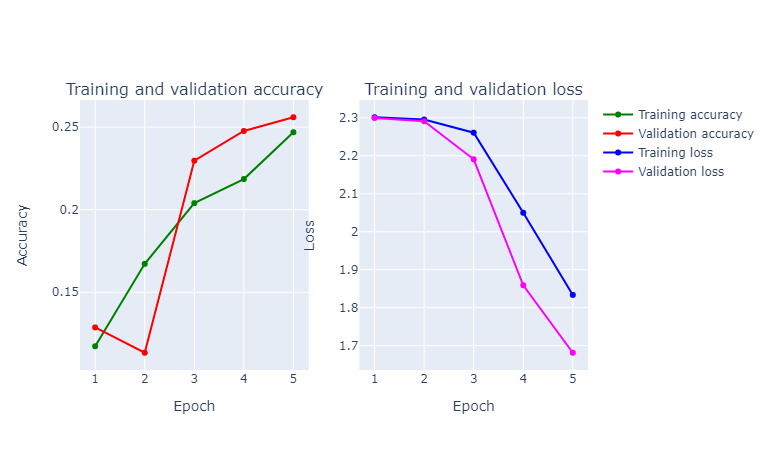 Training and validation accuracy
Training and validation loss
Accuracy
0.25
0.2
0.15
1 2 3 4 5
Epoch
Loss
2.3
2.2
2.1
2
1.9
1.8
1.7
1 2 3 4 5
Epoch
Training accuracy
Validation accuracy
Training loss
Validation loss